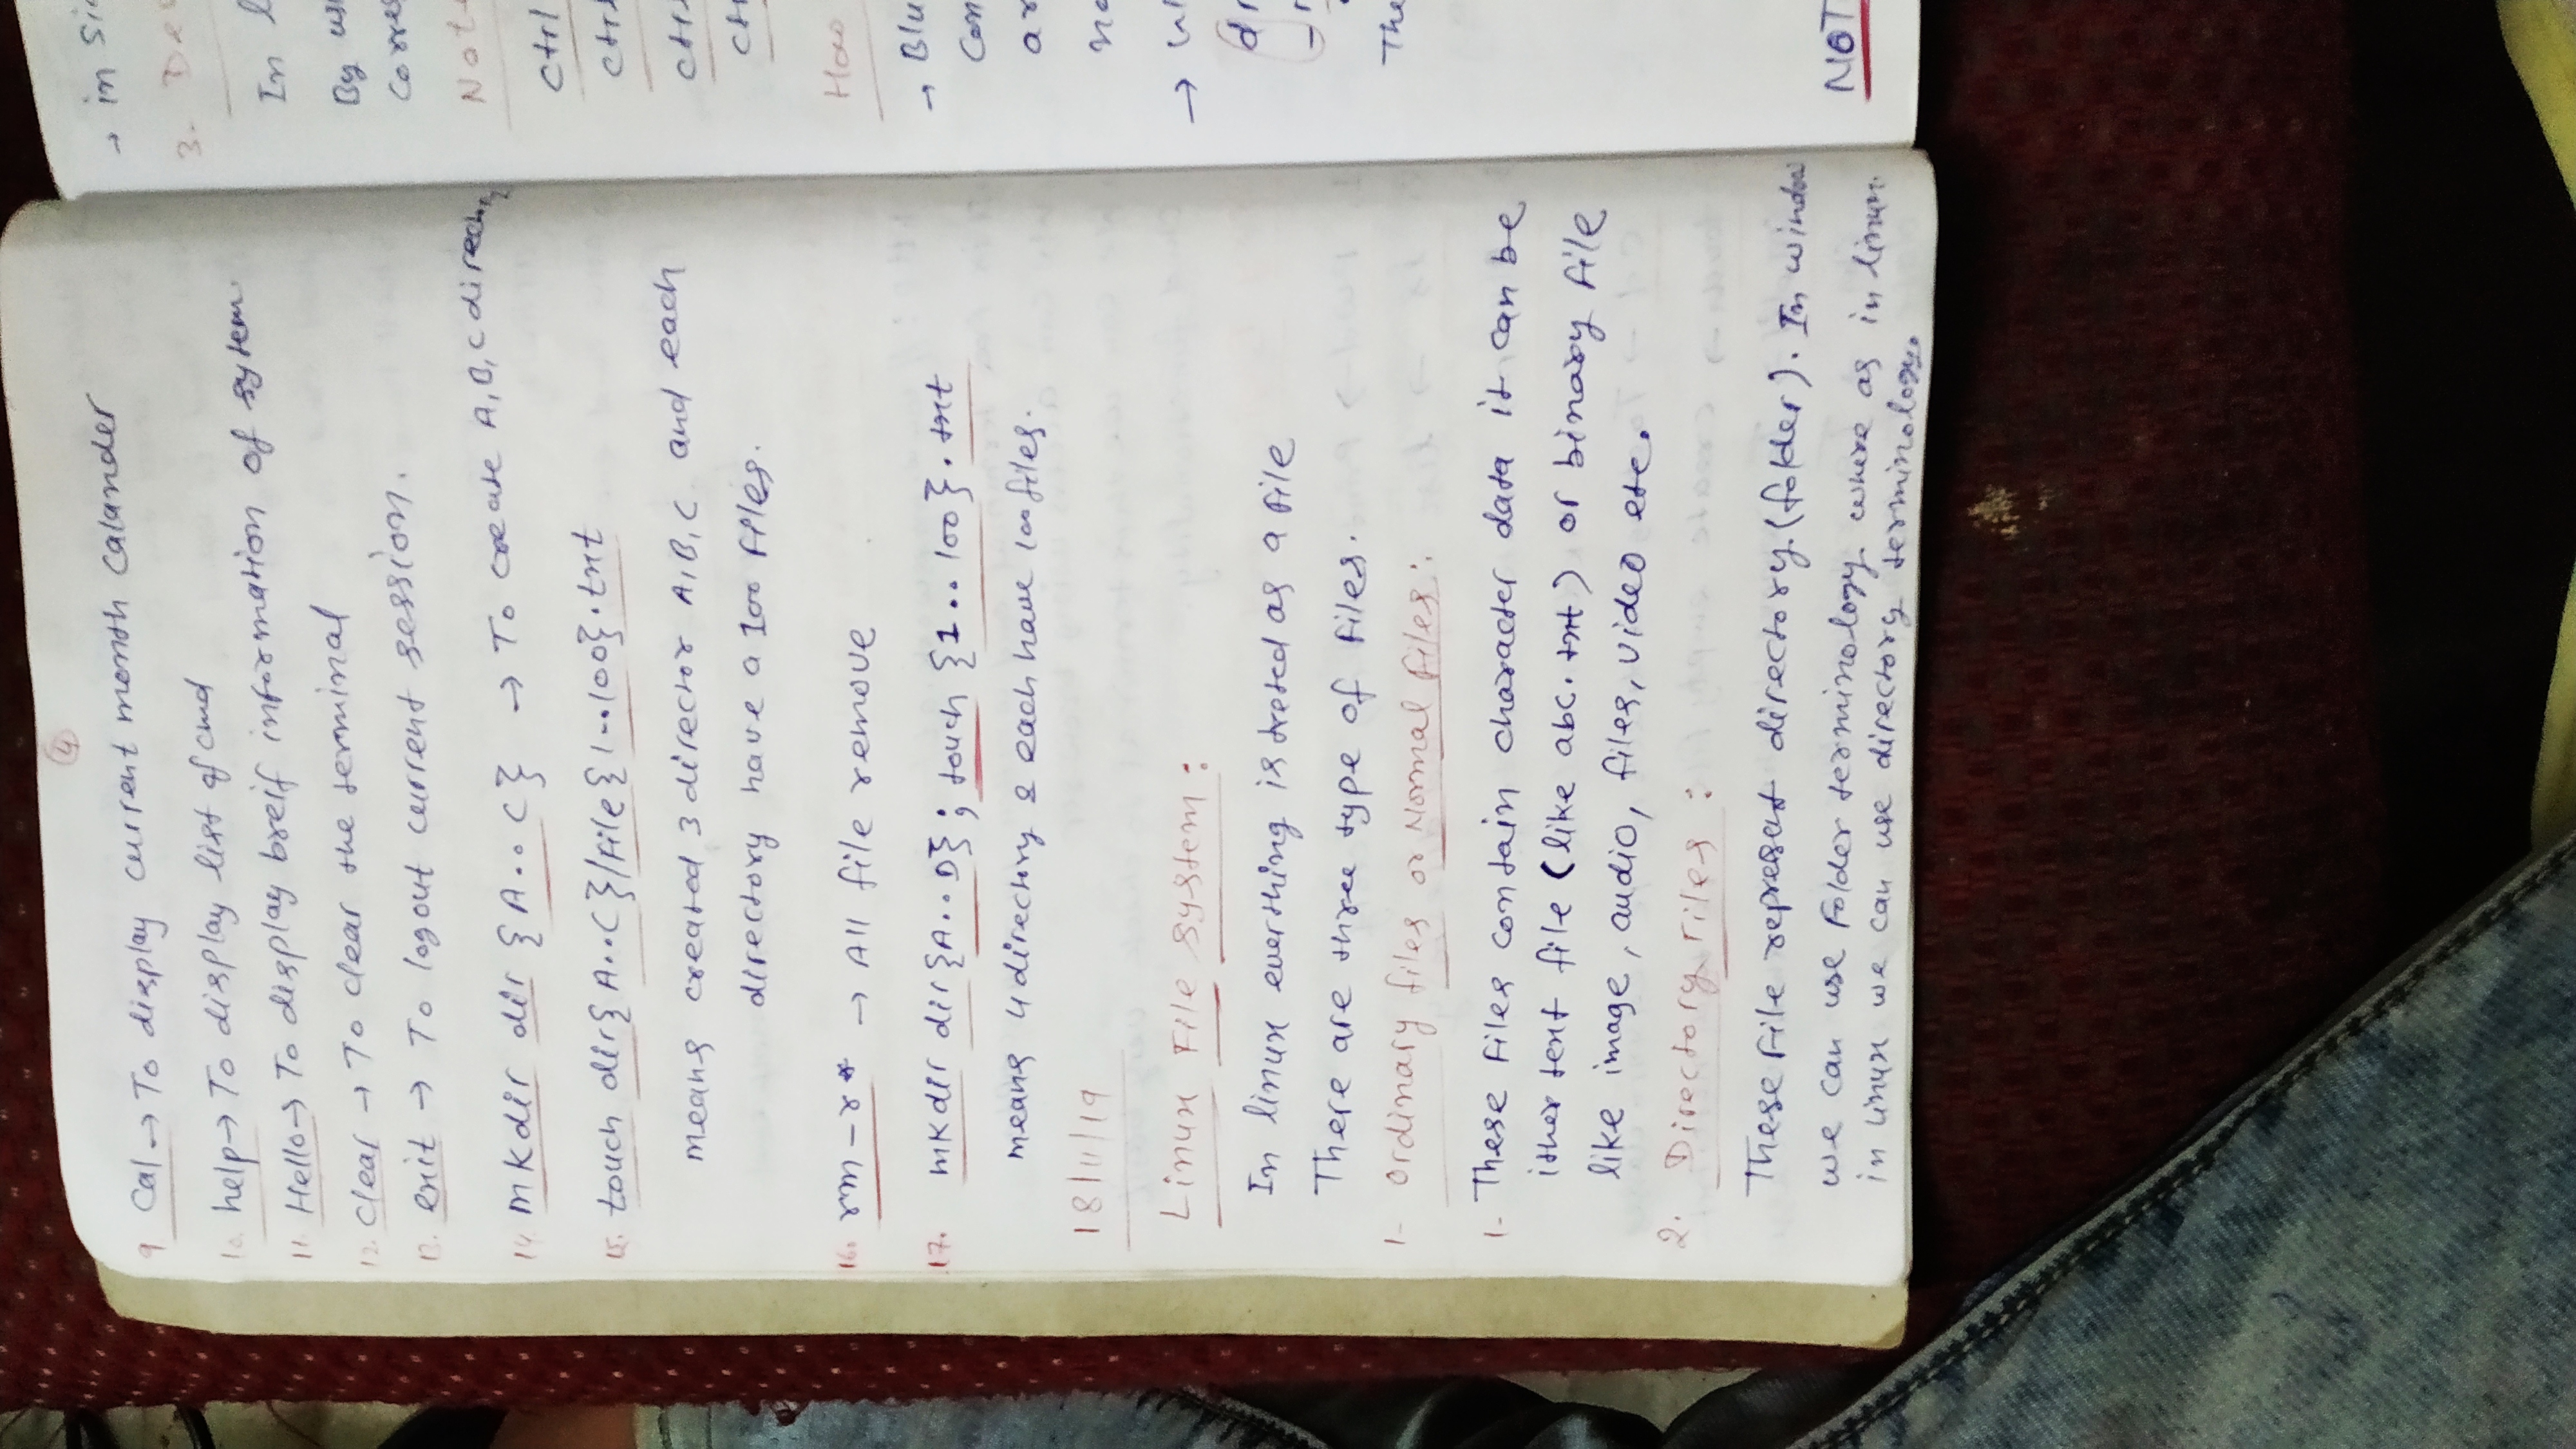 4
9 Cal → To display current month Calander
10. help → To display list of cmd
11. Hello → To display breif information of sytem
12. Clear → To clear the terminal
13. exit → To logout current session.
14. mkdir dir {A..C} → To create A, B, C directory
15. touch dir{A..C}/file{1..100}.txt
means created 3 director A, B, C and each
directory have a 100 files.
16. rm -r * → All file remove
17. mkdir dir{A..D}; touch {1..100}.txt
means 4 directory & each have 100 files.
18/11/19
Linux File System:
In linux everthing is treted as a file
There are three type of files.
1- Ordinary files or Normal files:
1- These files contain character data it can be
ither text file (like abc.txt) or binary file
like image, audio, files, video etc.
2. Directory Files:
These file represent directory.(folder). In window
we can use Folder terminology where as in linux.
in linux we can use directory terminology.
→ in
3. De
In
By
Corre
Not
Ctrl
Ctrl
Ctrl
Ct
How
→ Blu
Con
ar
no
→
dr
The
NOT